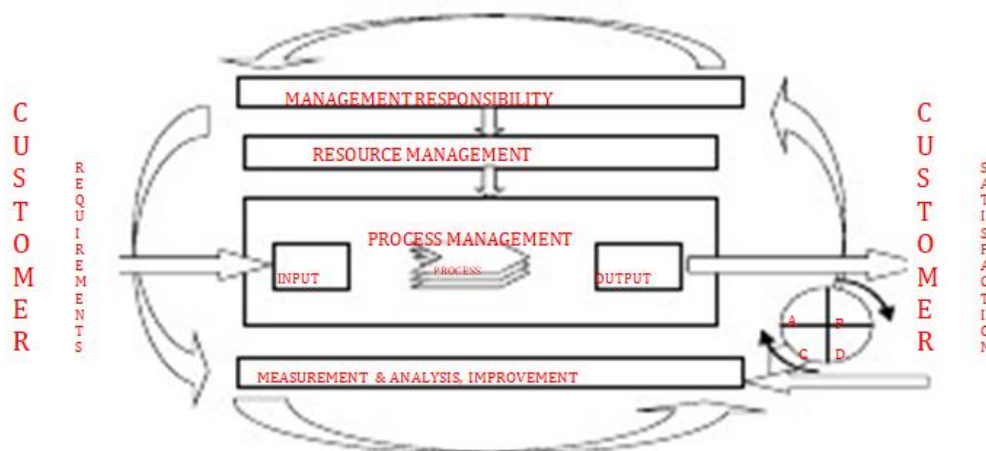 CUSTOMER
REQUIREMENTS
MANAGEMENT RESPONSIBILITY
RESOURCE MANAGEMENT
PROCESS MANAGEMENT
INPUT
PROCESS
OUTPUT
MEASUREMENT & ANALYSIS, IMPROVEMENT
A P
C D
CUSTOMER
SATISFACTION